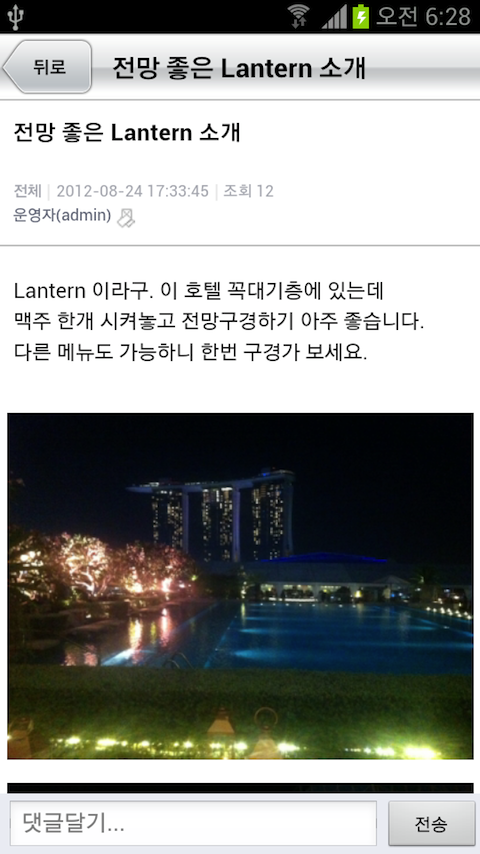 오전 6:28
뒤로
전망 좋은 Lantern 소개
전망 좋은 Lantern 소개
전체 | 2012-08-24 17:33:45 | 조회 12
운영자(admin)
Lantern 이라구. 이 호텔 꼭대기층에 있는데
맥주 한개 시켜놓고 전망구경하기 아주 좋습니다.
다른 메뉴도 가능하니 한번 구경가 보세요.
댓글달기...
전송